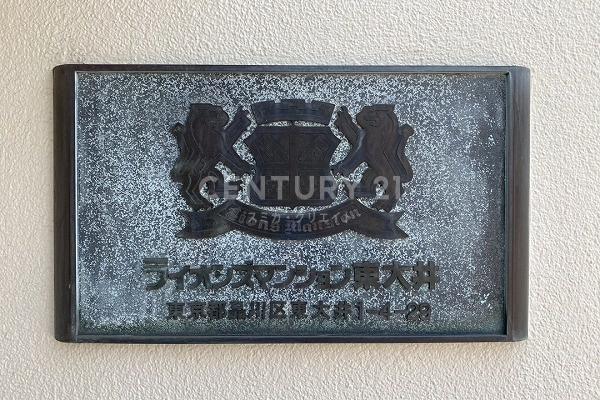 CENTURY 21
Lions Mansion
ライオンズマンション東大井
東京都品川区東大井1-4-29